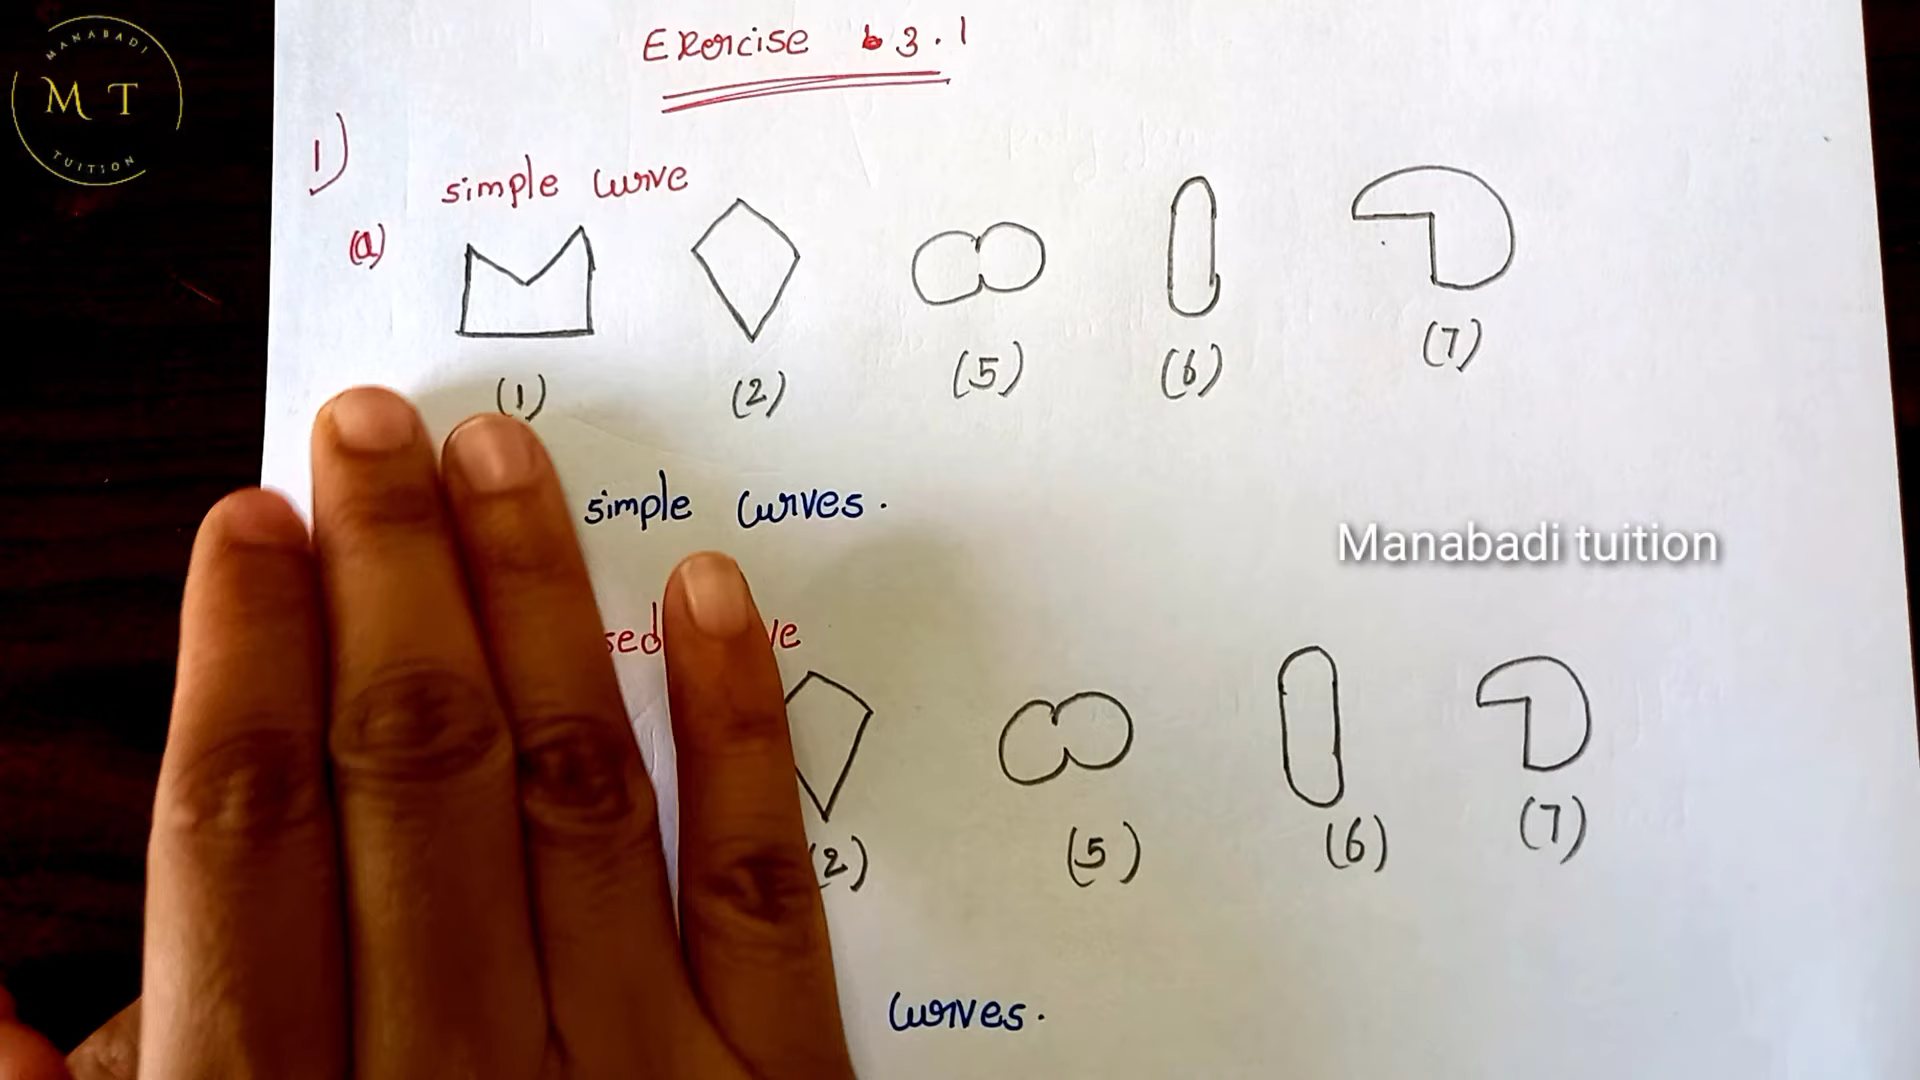 MANABADI
MT
TUITION
Exercise 3.1
1)
simple curve
(a)
(1) (2) (5) (6) (7)
simple curves.
Manabadi tuition
(2) (5) (6) (7)
curves.